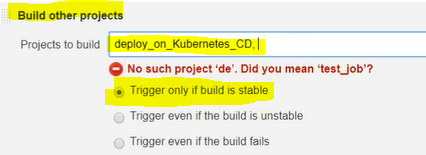 Build other projects
Projects to build
deploy_on_Kubernetes_CD,
No such project ‘de’. Did you mean ‘test_job’?
Trigger only if build is stable
Trigger even if the build is unstable
Trigger even if the build fails